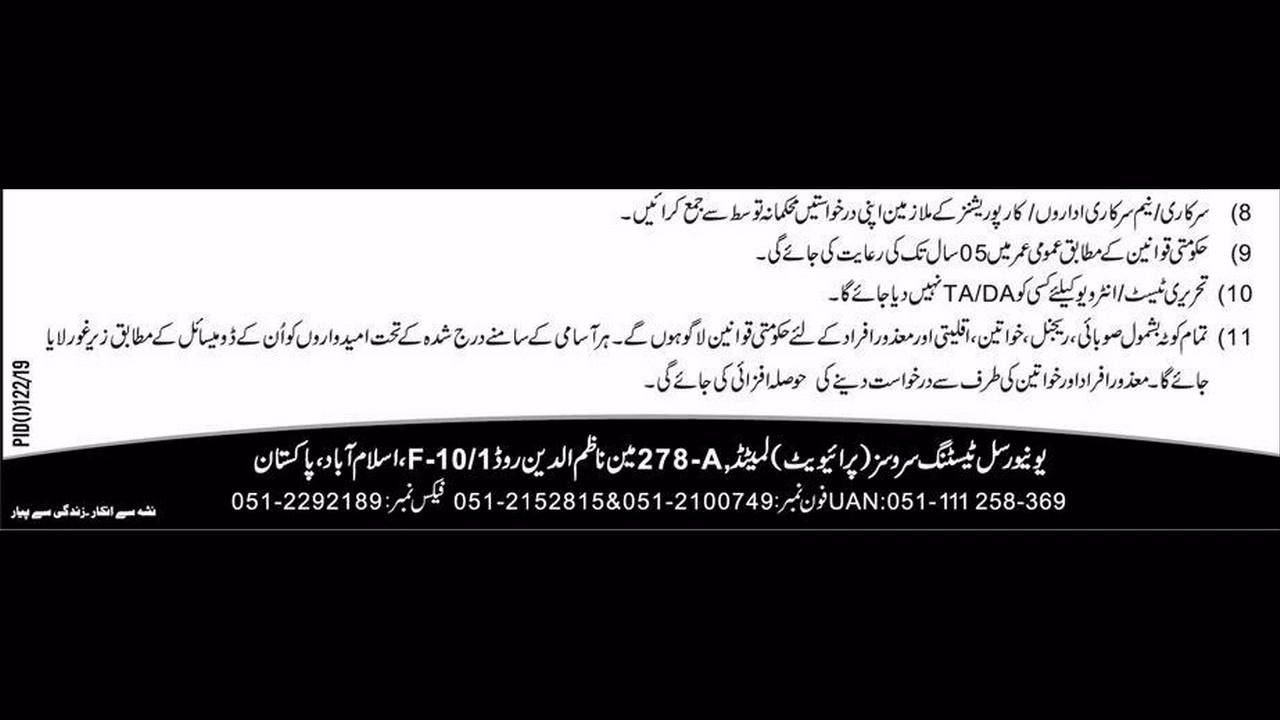 8) سرکاری/نیم سرکاری اداروں/کارپوریشنز کے ملازمین اپنی درخواستیں محکمانہ توسط سے جمع کرائیں۔
9) حکومتی قوانین کے مطابق عمومی عمر میں 05 سال تک کی رعایت کی جائے گی۔
10) تحریری ٹیسٹ/انٹرویو کیلئے کسی کو TA/DA نہیں دیا جائے گا۔
11) تمام کوٹہ بشمول صوبائی، ریجنل، خواتین، اقلیتی اور معذور افراد کے لئے حکومتی قوانین لاگو ہوں گے۔ ہر آسامی کے سامنے درج شدہ کے تحت امیدواروں کو اُن کے ڈومیسائل کے مطابق زیر غور لایا
جائے گا۔ معذور افراد اور خواتین کی طرف سے درخواست دینے کی حوصلہ افزائی کی جائے گی۔
PID(I)122/19
یونیورسل ٹیسٹنگ سروسز (پرائیویٹ) لمیٹڈ, 278-A مین ناظم الدین روڈ F-10/1، اسلام آباد، پاکستان
UAN:051-111 258-369 فون نمبر: 051-2152815&051-2100749 فیکس نمبر: 051-2292189
نشہ سے انکار۔ زندگی سے پیار